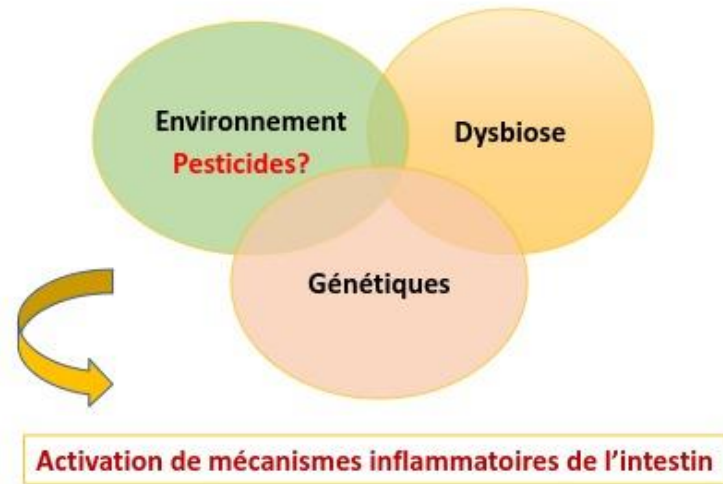 Environnement
Pesticides?
Dysbiose
Génétiques
Activation de mécanismes inflammatoires de l'intestin